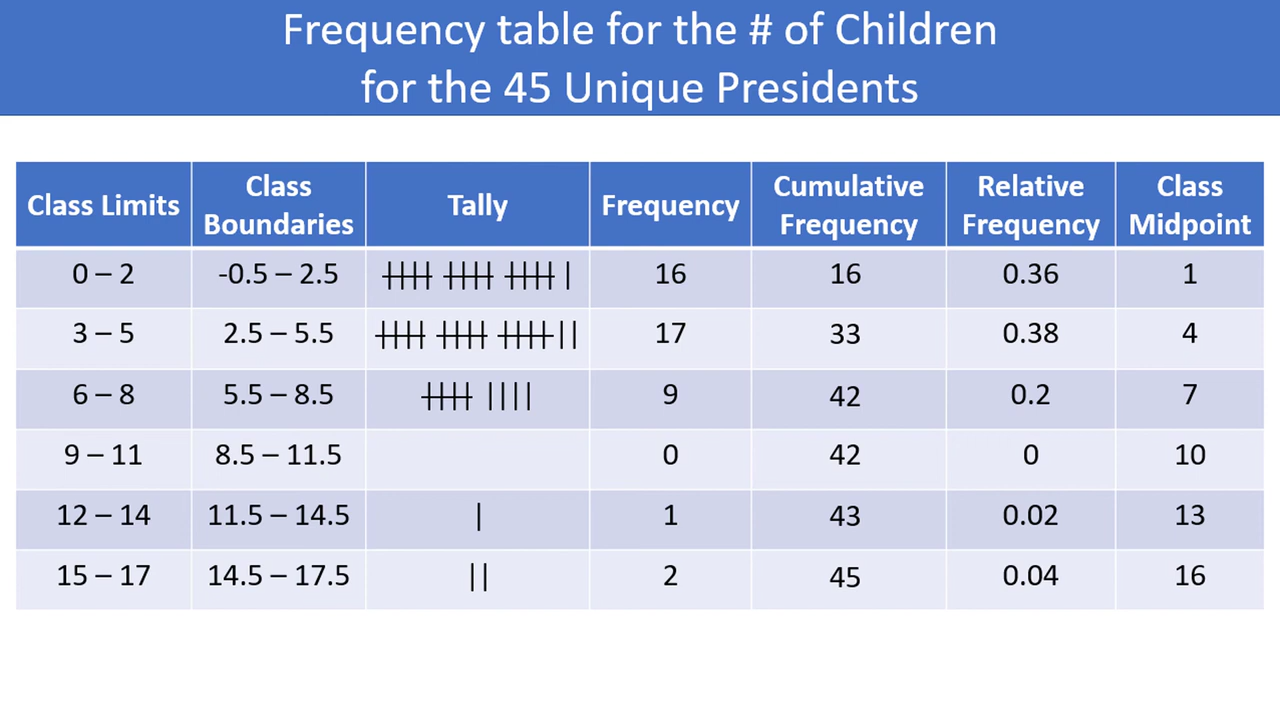 Frequency table for the # of Children
for the 45 Unique Presidents
Class Limits Class Boundaries Tally Frequency Cumulative Frequency Relative Frequency Class Midpoint
0 – 2 -0.5 – 2.5 16 16 0.36 1
3 – 5 2.5 – 5.5 17 33 0.38 4
6 – 8 5.5 – 8.5 9 42 0.2 7
9 – 11 8.5 – 11.5 0 42 0 10
12 – 14 11.5 – 14.5 | 1 43 0.02 13
15 – 17 14.5 – 17.5 || 2 45 0.04 16